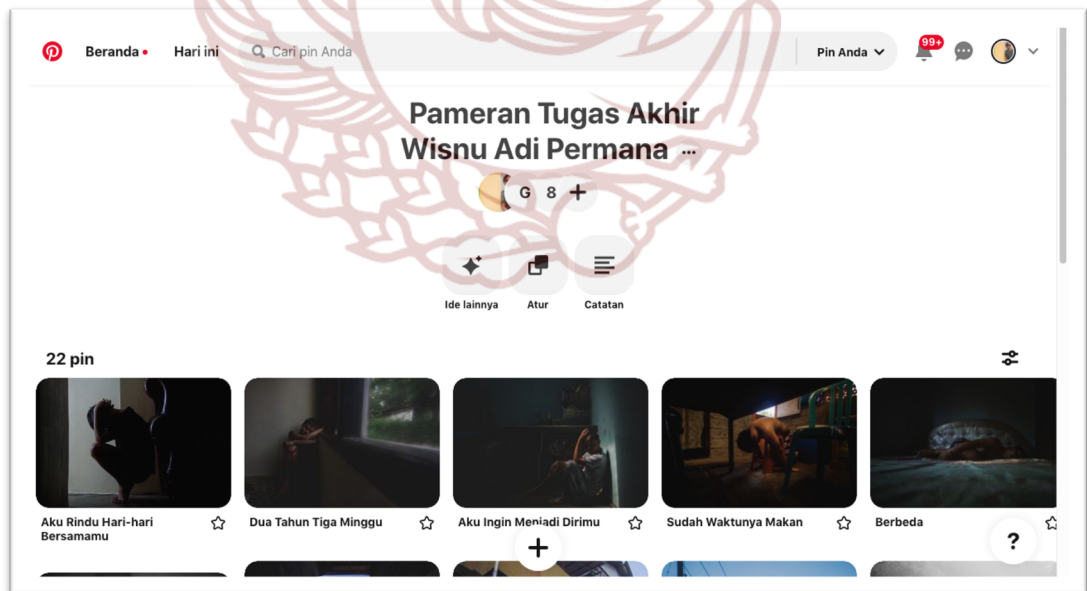 Beranda Hari ini Cari pin Anda Pin Anda 99+
Pameran Tugas Akhir
Wisnu Adi Permana ...
G 8 +
Ide lainnya Atur Catatan
22 pin
Aku Rindu Hari-hari
Bersamamu
Dua Tahun Tiga Minggu
Aku Ingin Menjadi Dirimu
Sudah Waktunya Makan
Berbeda
+
?